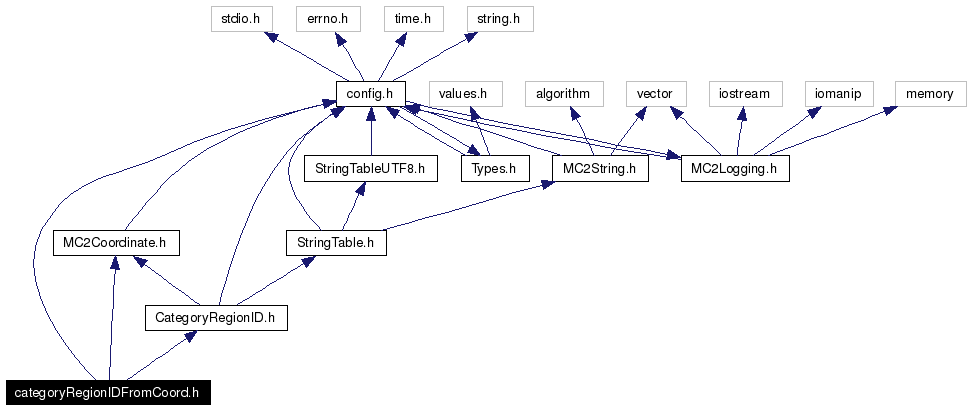 stdio.h
errno.h
time.h
string.h
config.h
values.h
algorithm
vector
iostream
iomanip
memory
StringTableUTF8.h
Types.h
MC2String.h
MC2Logging.h
MC2Coordinate.h
StringTable.h
CategoryRegionID.h
categoryRegionIDFromCoord.h